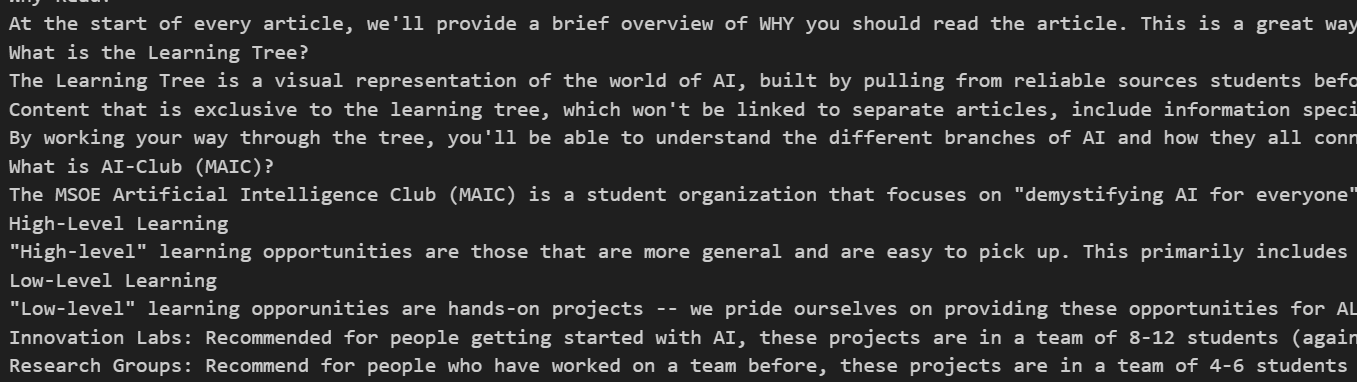 Why Read?
At the start of every article, we'll provide a brief overview of WHY you should read the article. This is a great way
What is the Learning Tree?
The Learning Tree is a visual representation of the world of AI, built by pulling from reliable sources students befo
Content that is exclusive to the learning tree, which won't be linked to separate articles, include information speci
By working your way through the tree, you'll be able to understand the different branches of AI and how they all conn
What is AI-Club (MAIC)?
The MSOE Artificial Intelligence Club (MAIC) is a student organization that focuses on "demystifying AI for everyone"
High-Level Learning
"High-level" learning opportunities are those that are more general and are easy to pick up. This primarily includes
Low-Level Learning
"Low-level" learning opporunities are hands-on projects -- we pride ourselves on providing these opportunities for AL
Innovation Labs: Recommended for people getting started with AI, these projects are in a team of 8-12 students (again
Research Groups: Recommend for people who have worked on a team before, these projects are in a team of 4-6 students